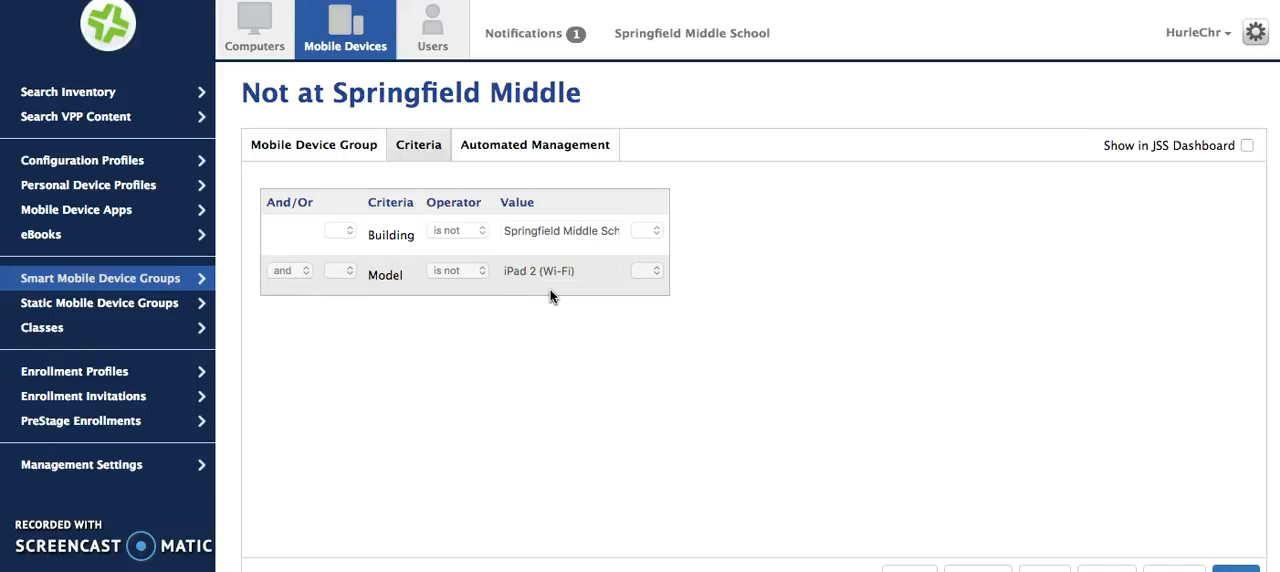 Computers
Mobile Devices
Users
Notifications 1
Springfield Middle School
HurleChr
Search Inventory
Search VPP Content
Configuration Profiles
Personal Device Profiles
Mobile Device Apps
eBooks
Smart Mobile Device Groups
Static Mobile Device Groups
Classes
Enrollment Profiles
Enrollment Invitations
PreStage Enrollments
Management Settings
RECORDED WITH
SCREENCAST MATIC
Not at Springfield Middle
Mobile Device Group
Criteria
Automated Management
Show in JSS Dashboard
And/Or Criteria Operator Value
Building is not Springfield Middle Sch
and Model is not iPad 2 (Wi-Fi)